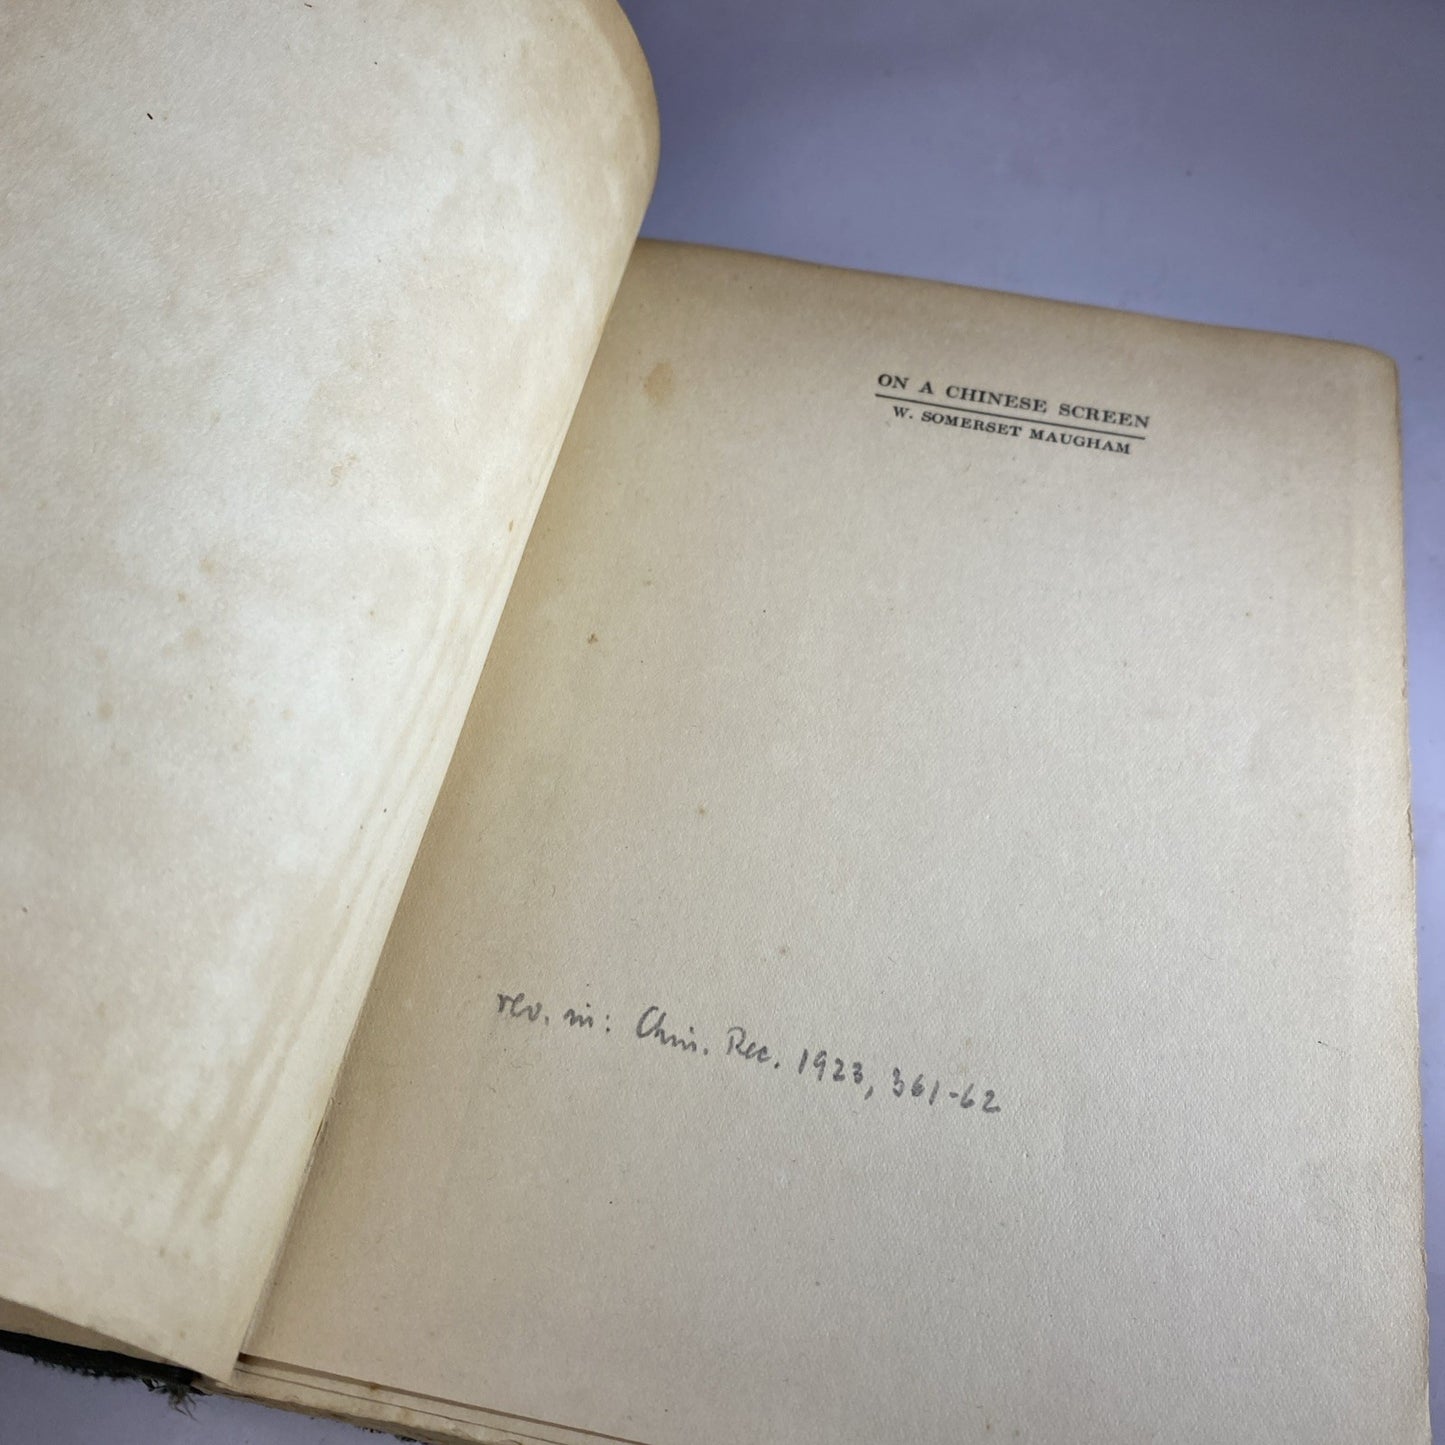 ON A CHINESE SCREEN
W. SOMERSET MAUGHAM
rev. in: Chin. Rec. 1923, 361-62